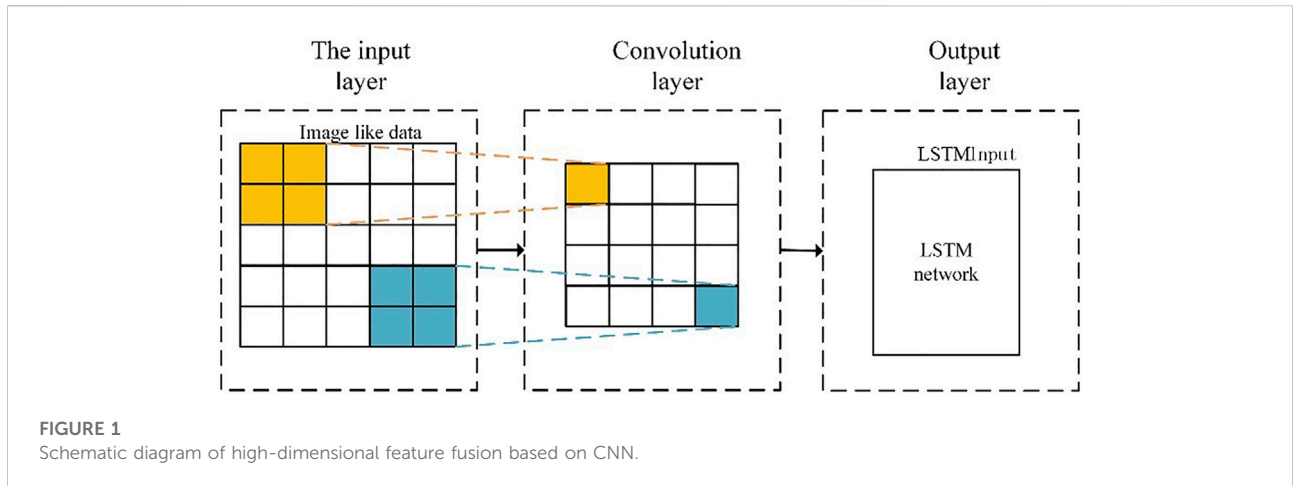 The input
layer
Convolution
layer
Output
layer
Image like data
LSTMInput
LSTM
network
FIGURE 1
Schematic diagram of high-dimensional feature fusion based on CNN.